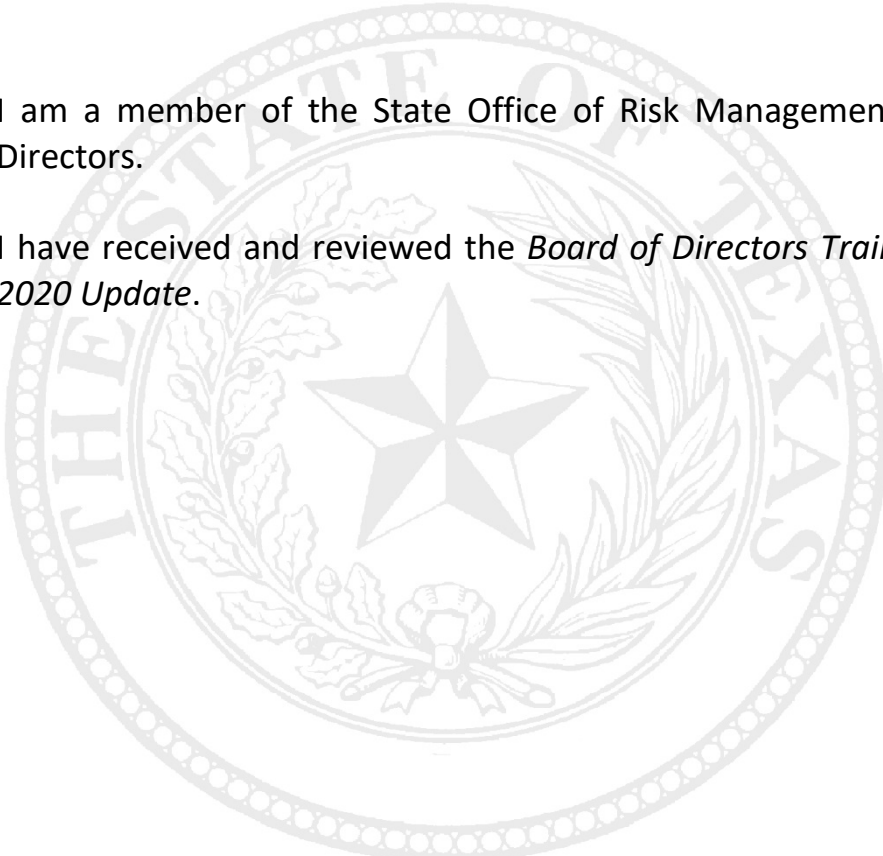 I am a member of the State Office of Risk Management
Directors.
I have received and reviewed the Board of Directors Trai
2020 Update.
THE STATE OF TEXAS